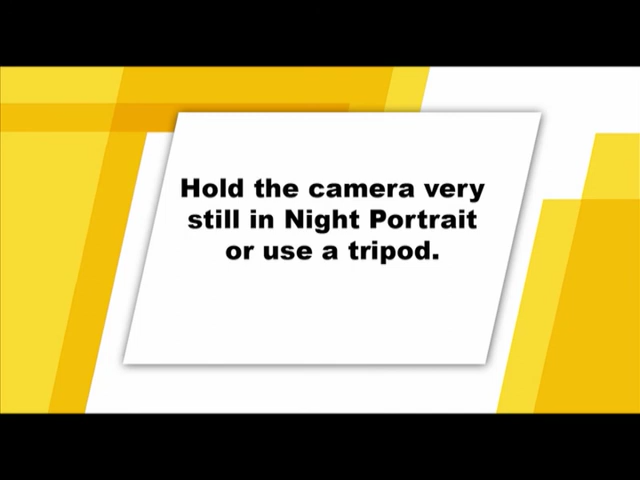 Hold the camera very
still in Night Portrait
or use a tripod.